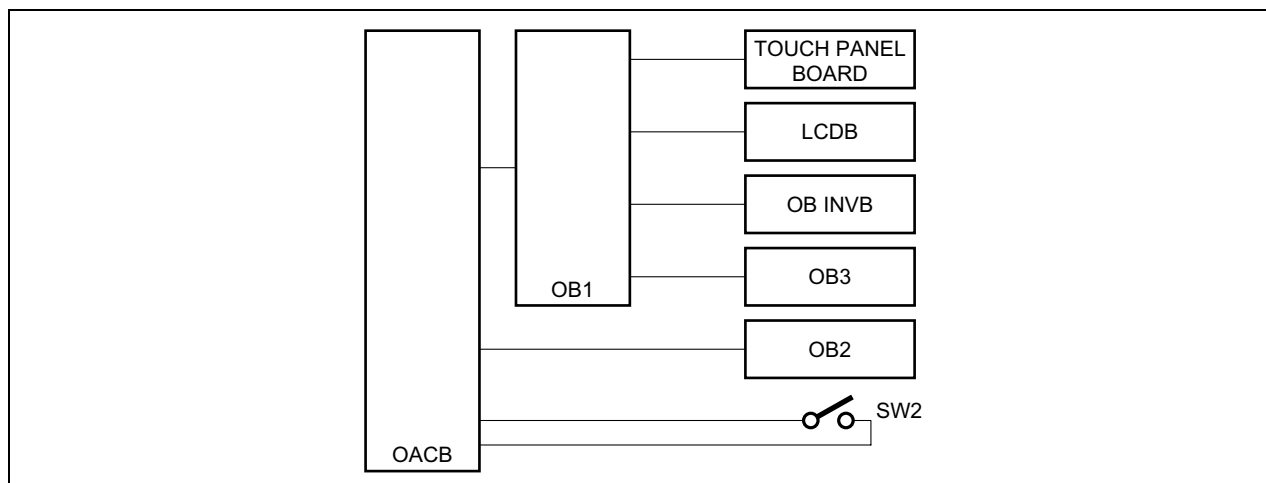 TOUCH PANEL
BOARD
LCDB
OB INVB
OB3
OB1
OB2
SW2
OACB